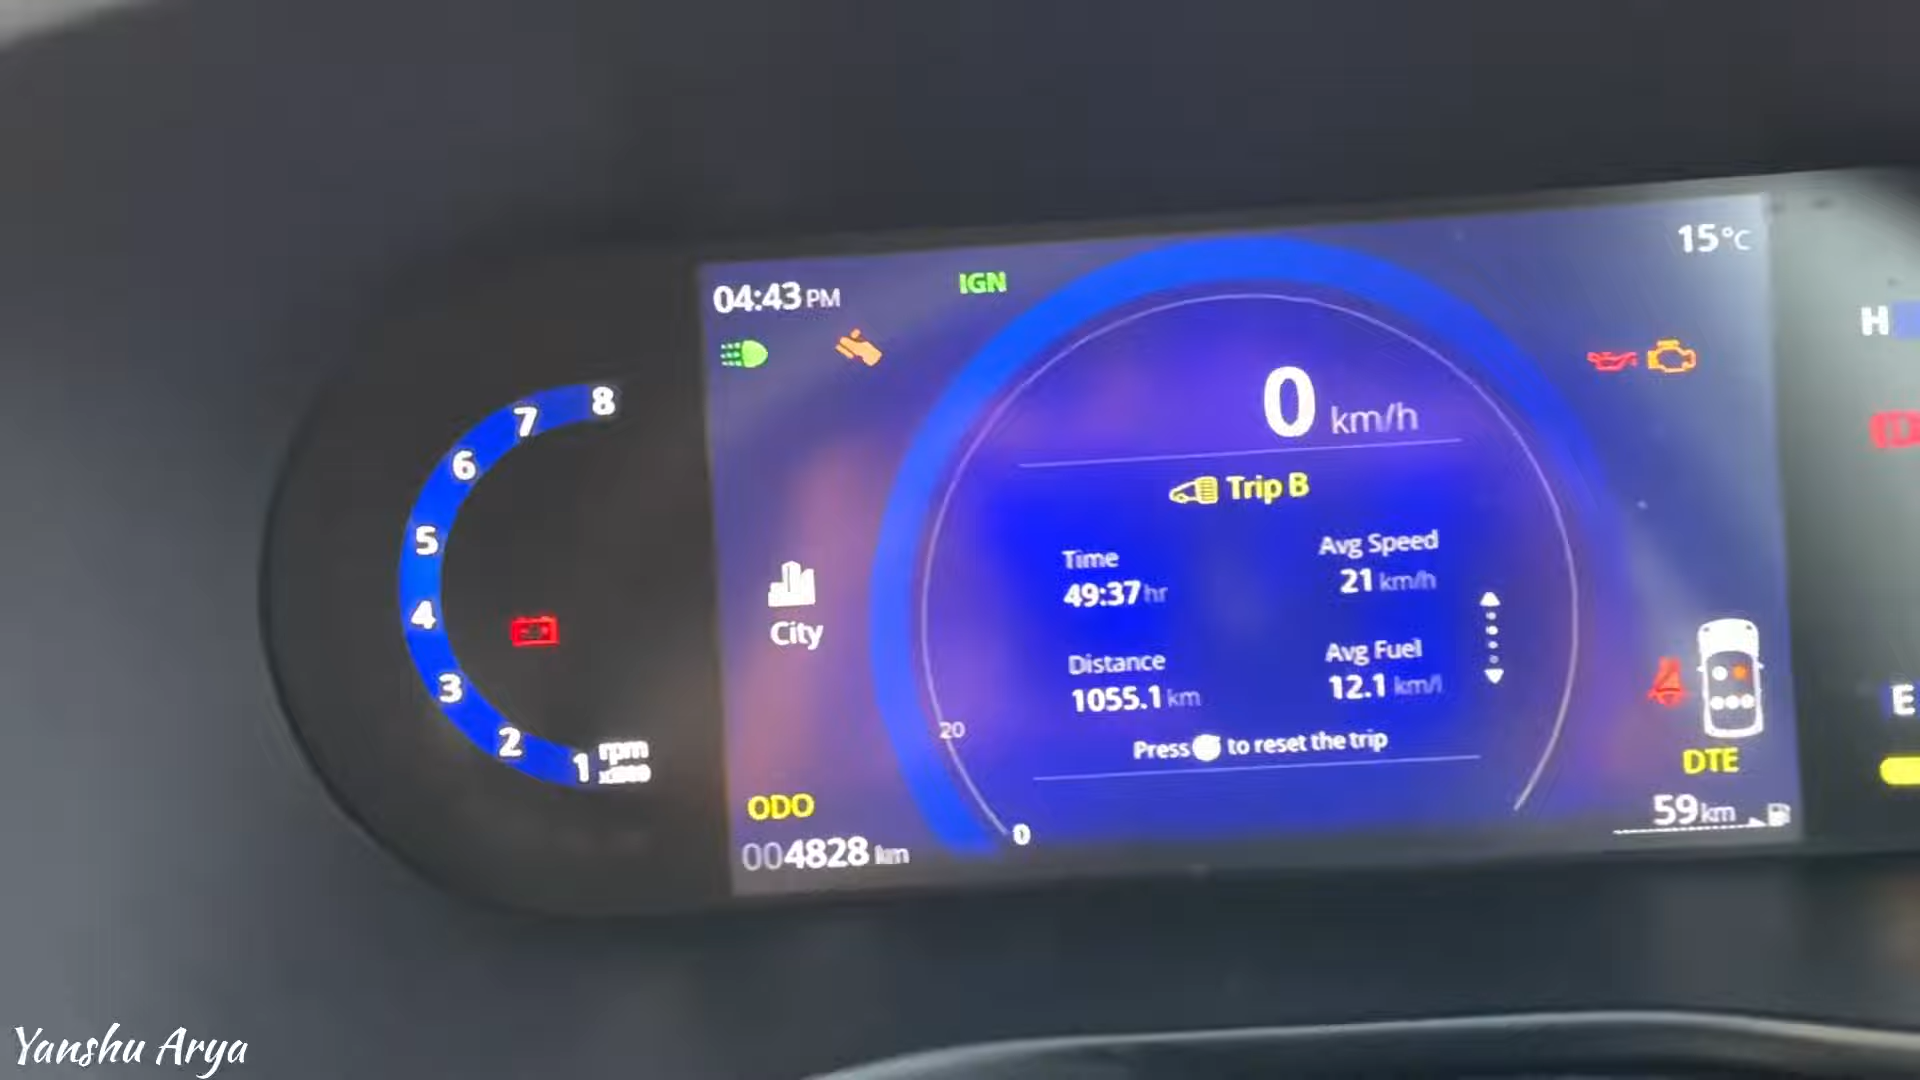 15°C
04:43 PM
IGN
H
8
7
6
5
4
3
2
1 rpm
0 km/h
Trip B
Time
49:37 hr
Avg Speed
21 km/h
Distance
1055.1 km
Avg Fuel
12.1 km/l
Press to reset the trip
City
20
0
ODO
004828 km
E
DTE
59 km
Yanshu Arya